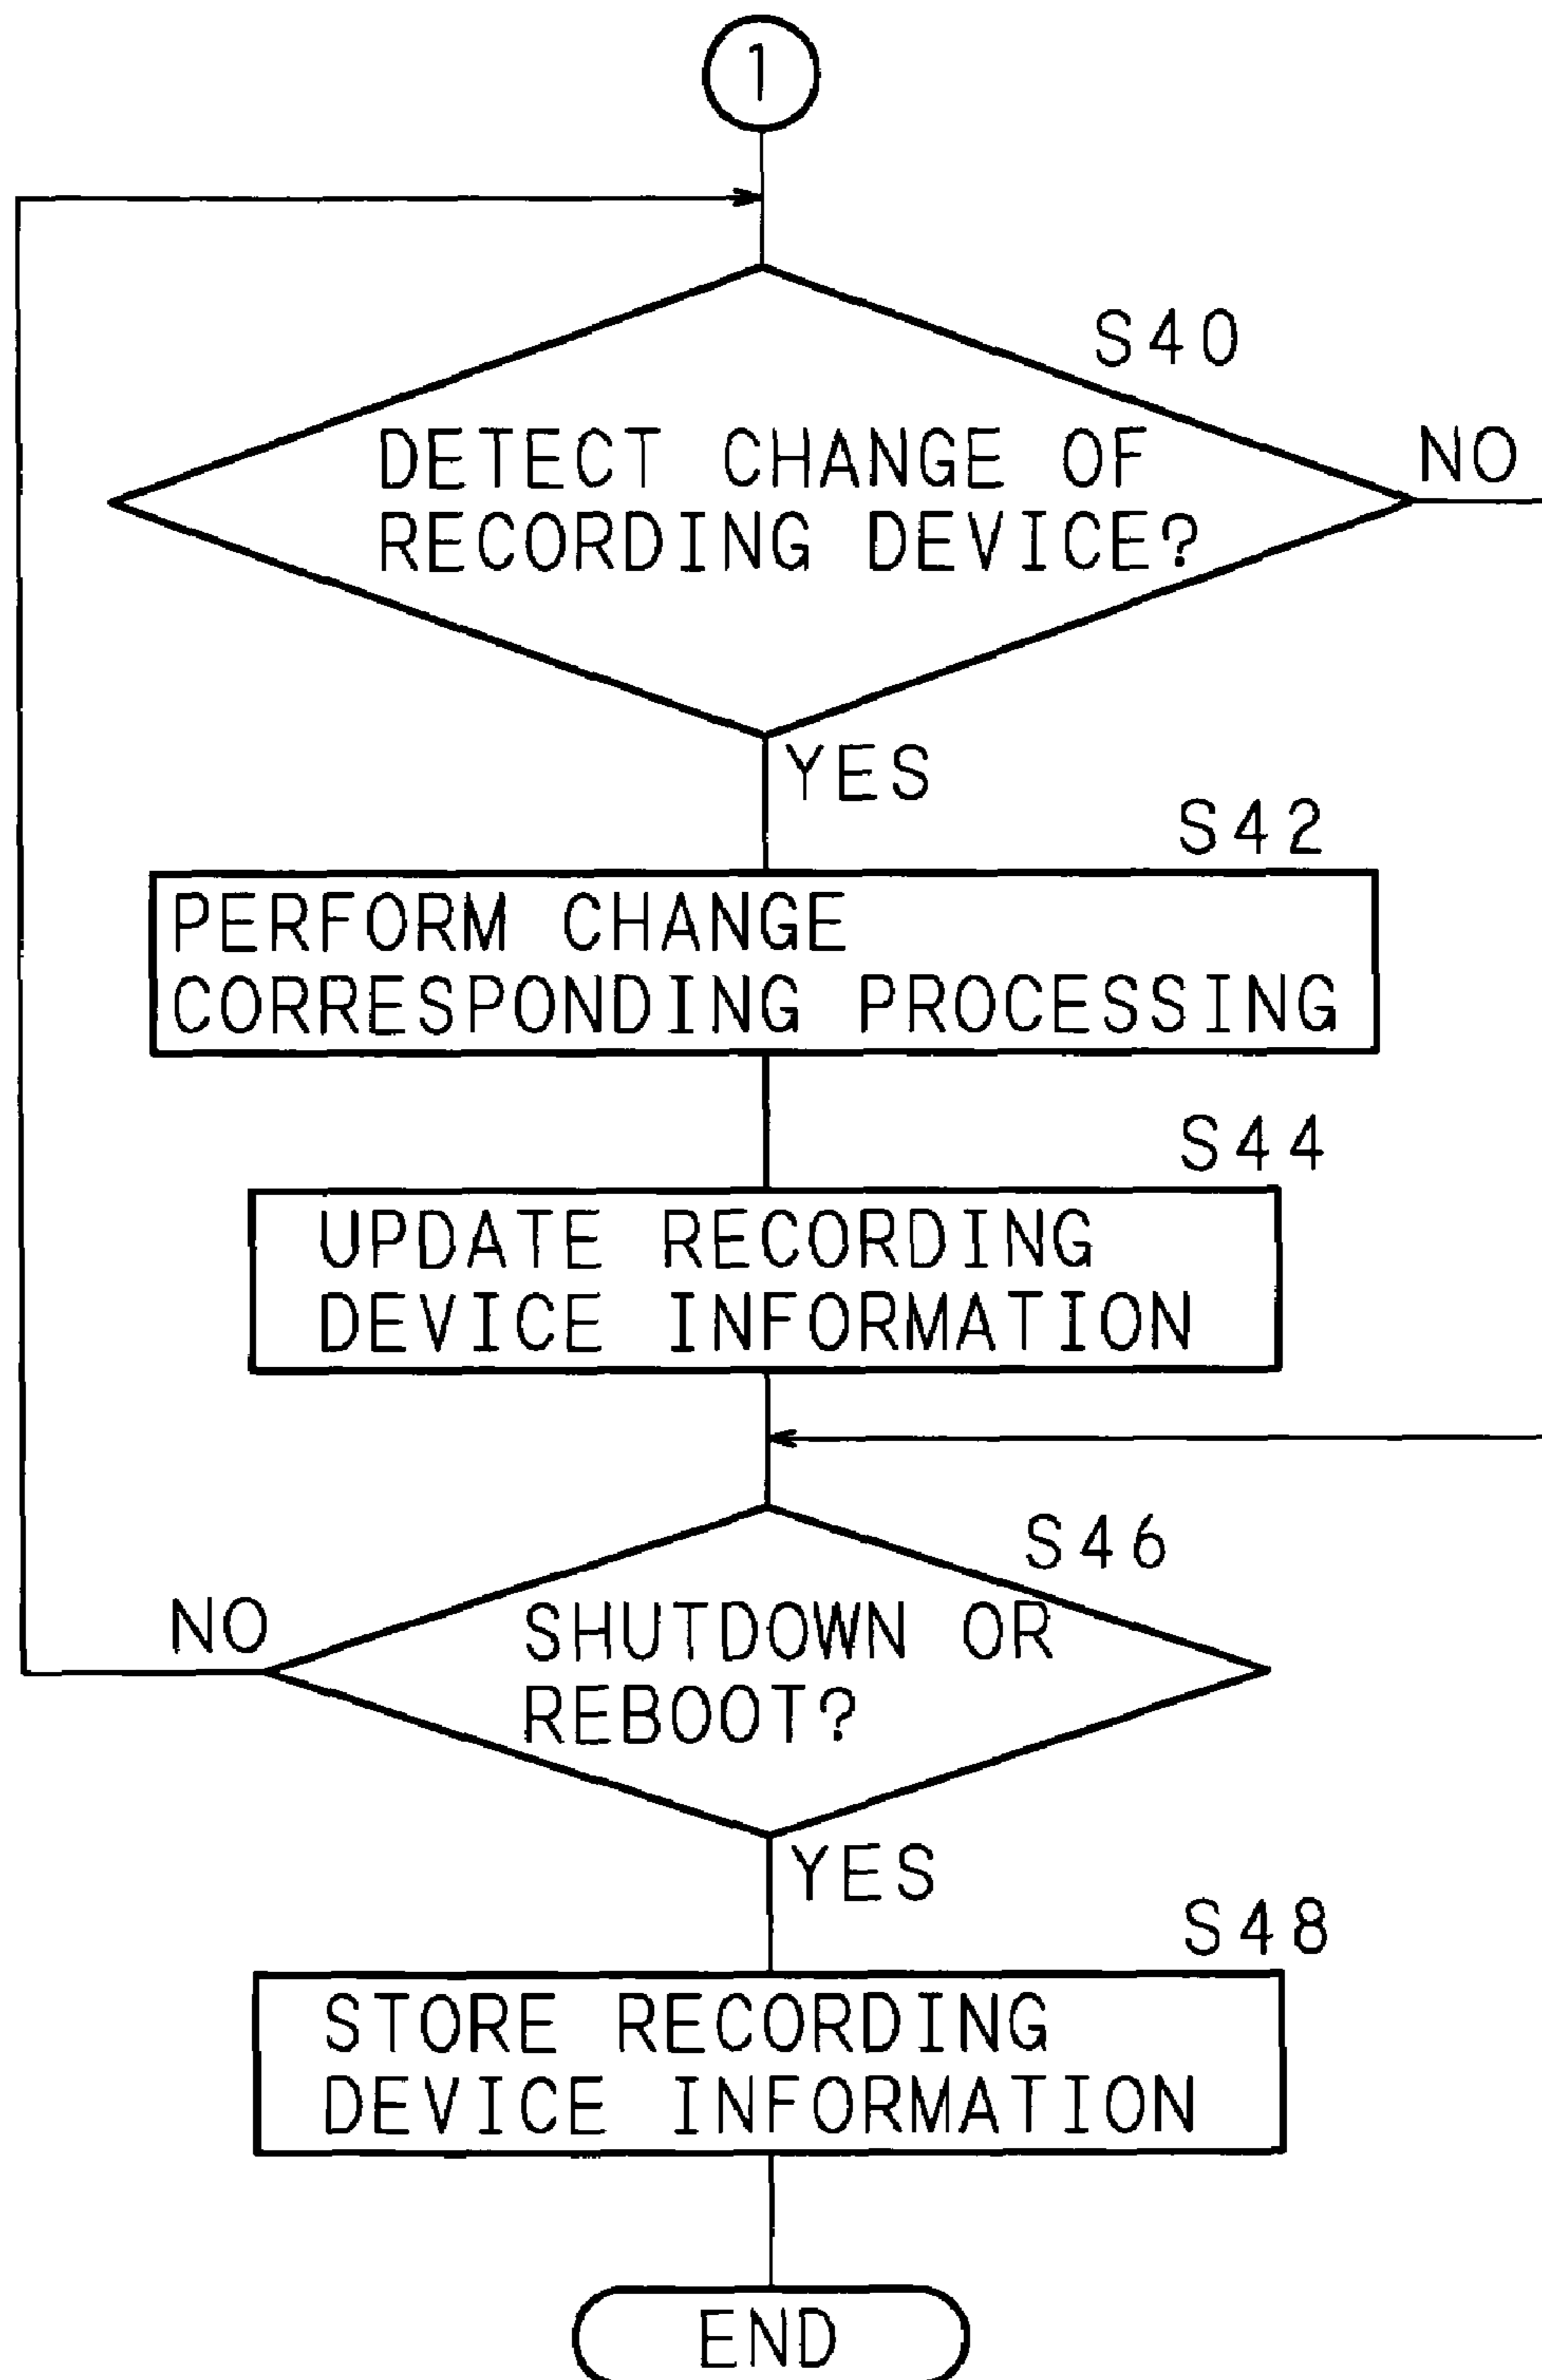 1
S40
DETECT CHANGE OF
RECORDING DEVICE?
NO
YES
S42
PERFORM CHANGE
CORRESPONDING PROCESSING
S44
UPDATE RECORDING
DEVICE INFORMATION
S46
NO
SHUTDOWN OR
REBOOT?
YES
S48
STORE RECORDING
DEVICE INFORMATION
END